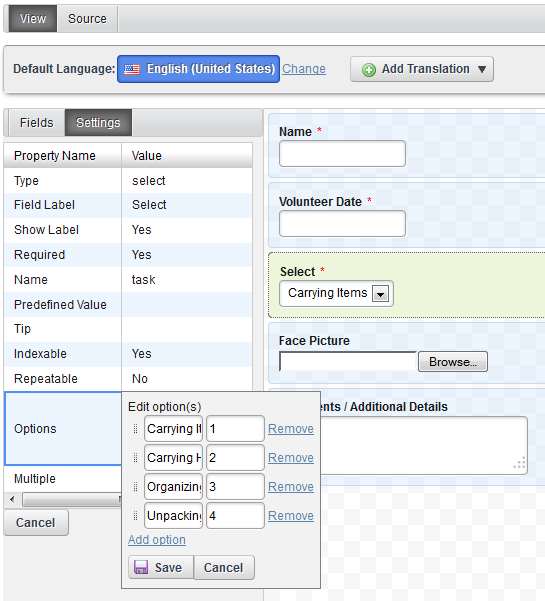 View Source
Default Language: English (United States) Change Add Translation
Fields Settings
Property Name Value
Type select
Field Label Select
Show Label Yes
Required Yes
Name task
Predefined Value
Tip
Indexable Yes
Repeatable No
Options
Multiple
Cancel
Name *
Volunteer Date *
Select *
Carrying Items
Face Picture
Browse...
ents / Additional Details
Edit option(s)
Carrying It 1 Remove
Carrying H 2 Remove
Organizing 3 Remove
Unpacking 4 Remove
Add option
Save Cancel